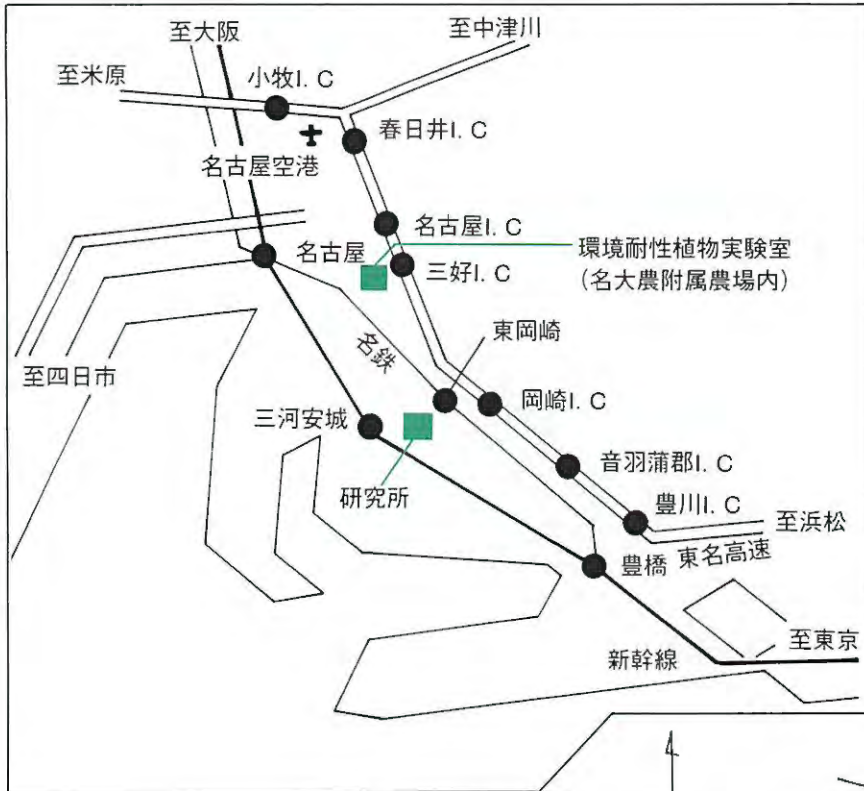 至大阪
至中津川
至米原
小牧I. C
春日井I. C
名古屋空港
名古屋I. C
名古屋
環境耐性植物実験室
(名大農附属農場内)
三好I. C
東岡崎
名鉄
至四日市
岡崎I. C
三河安城
音羽蒲郡I. C
研究所
豊川I. C
至浜松
東名高速
豊橋
至東京
新幹線